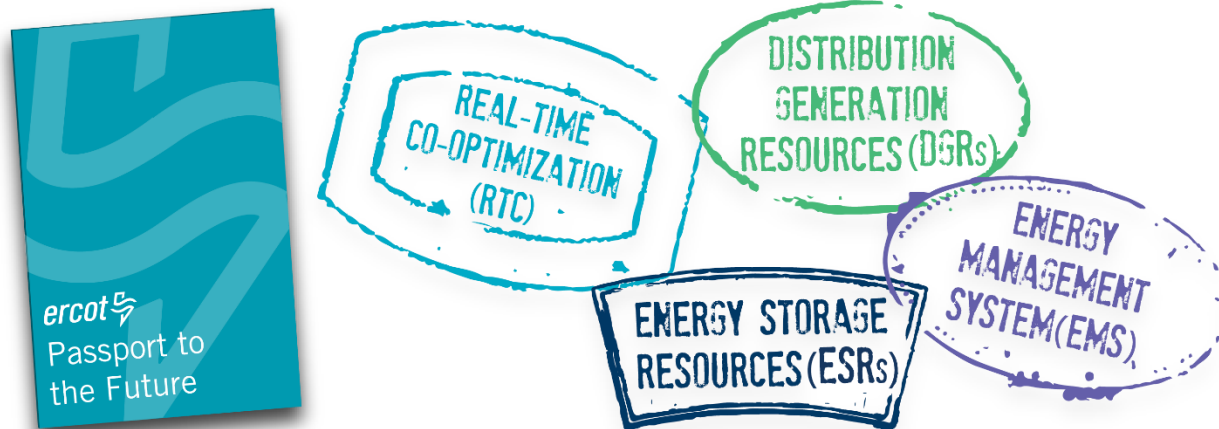 ercot
Passport to
the Future
REAL-TIME
CO-OPTIMIZATION
(RTC)
DISTRIBUTION
GENERATION
RESOURCES (DGRs)
ENERGY STORAGE
RESOURCES (ESRs)
ENERGY
MANAGEMENT
SYSTEM(EMS)